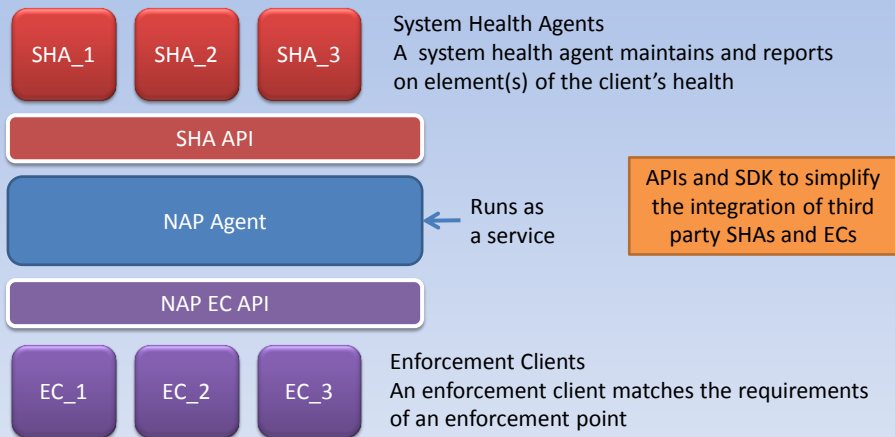 SHA_1
SHA_2
SHA_3
System Health Agents
A system health agent maintains and reports
on element(s) of the client’s health
SHA API
NAP Agent
Runs as
a service
APIs and SDK to simplify
the integration of third
party SHAs and ECs
NAP EC API
EC_1
EC_2
EC_3
Enforcement Clients
An enforcement client matches the requirements
of an enforcement point